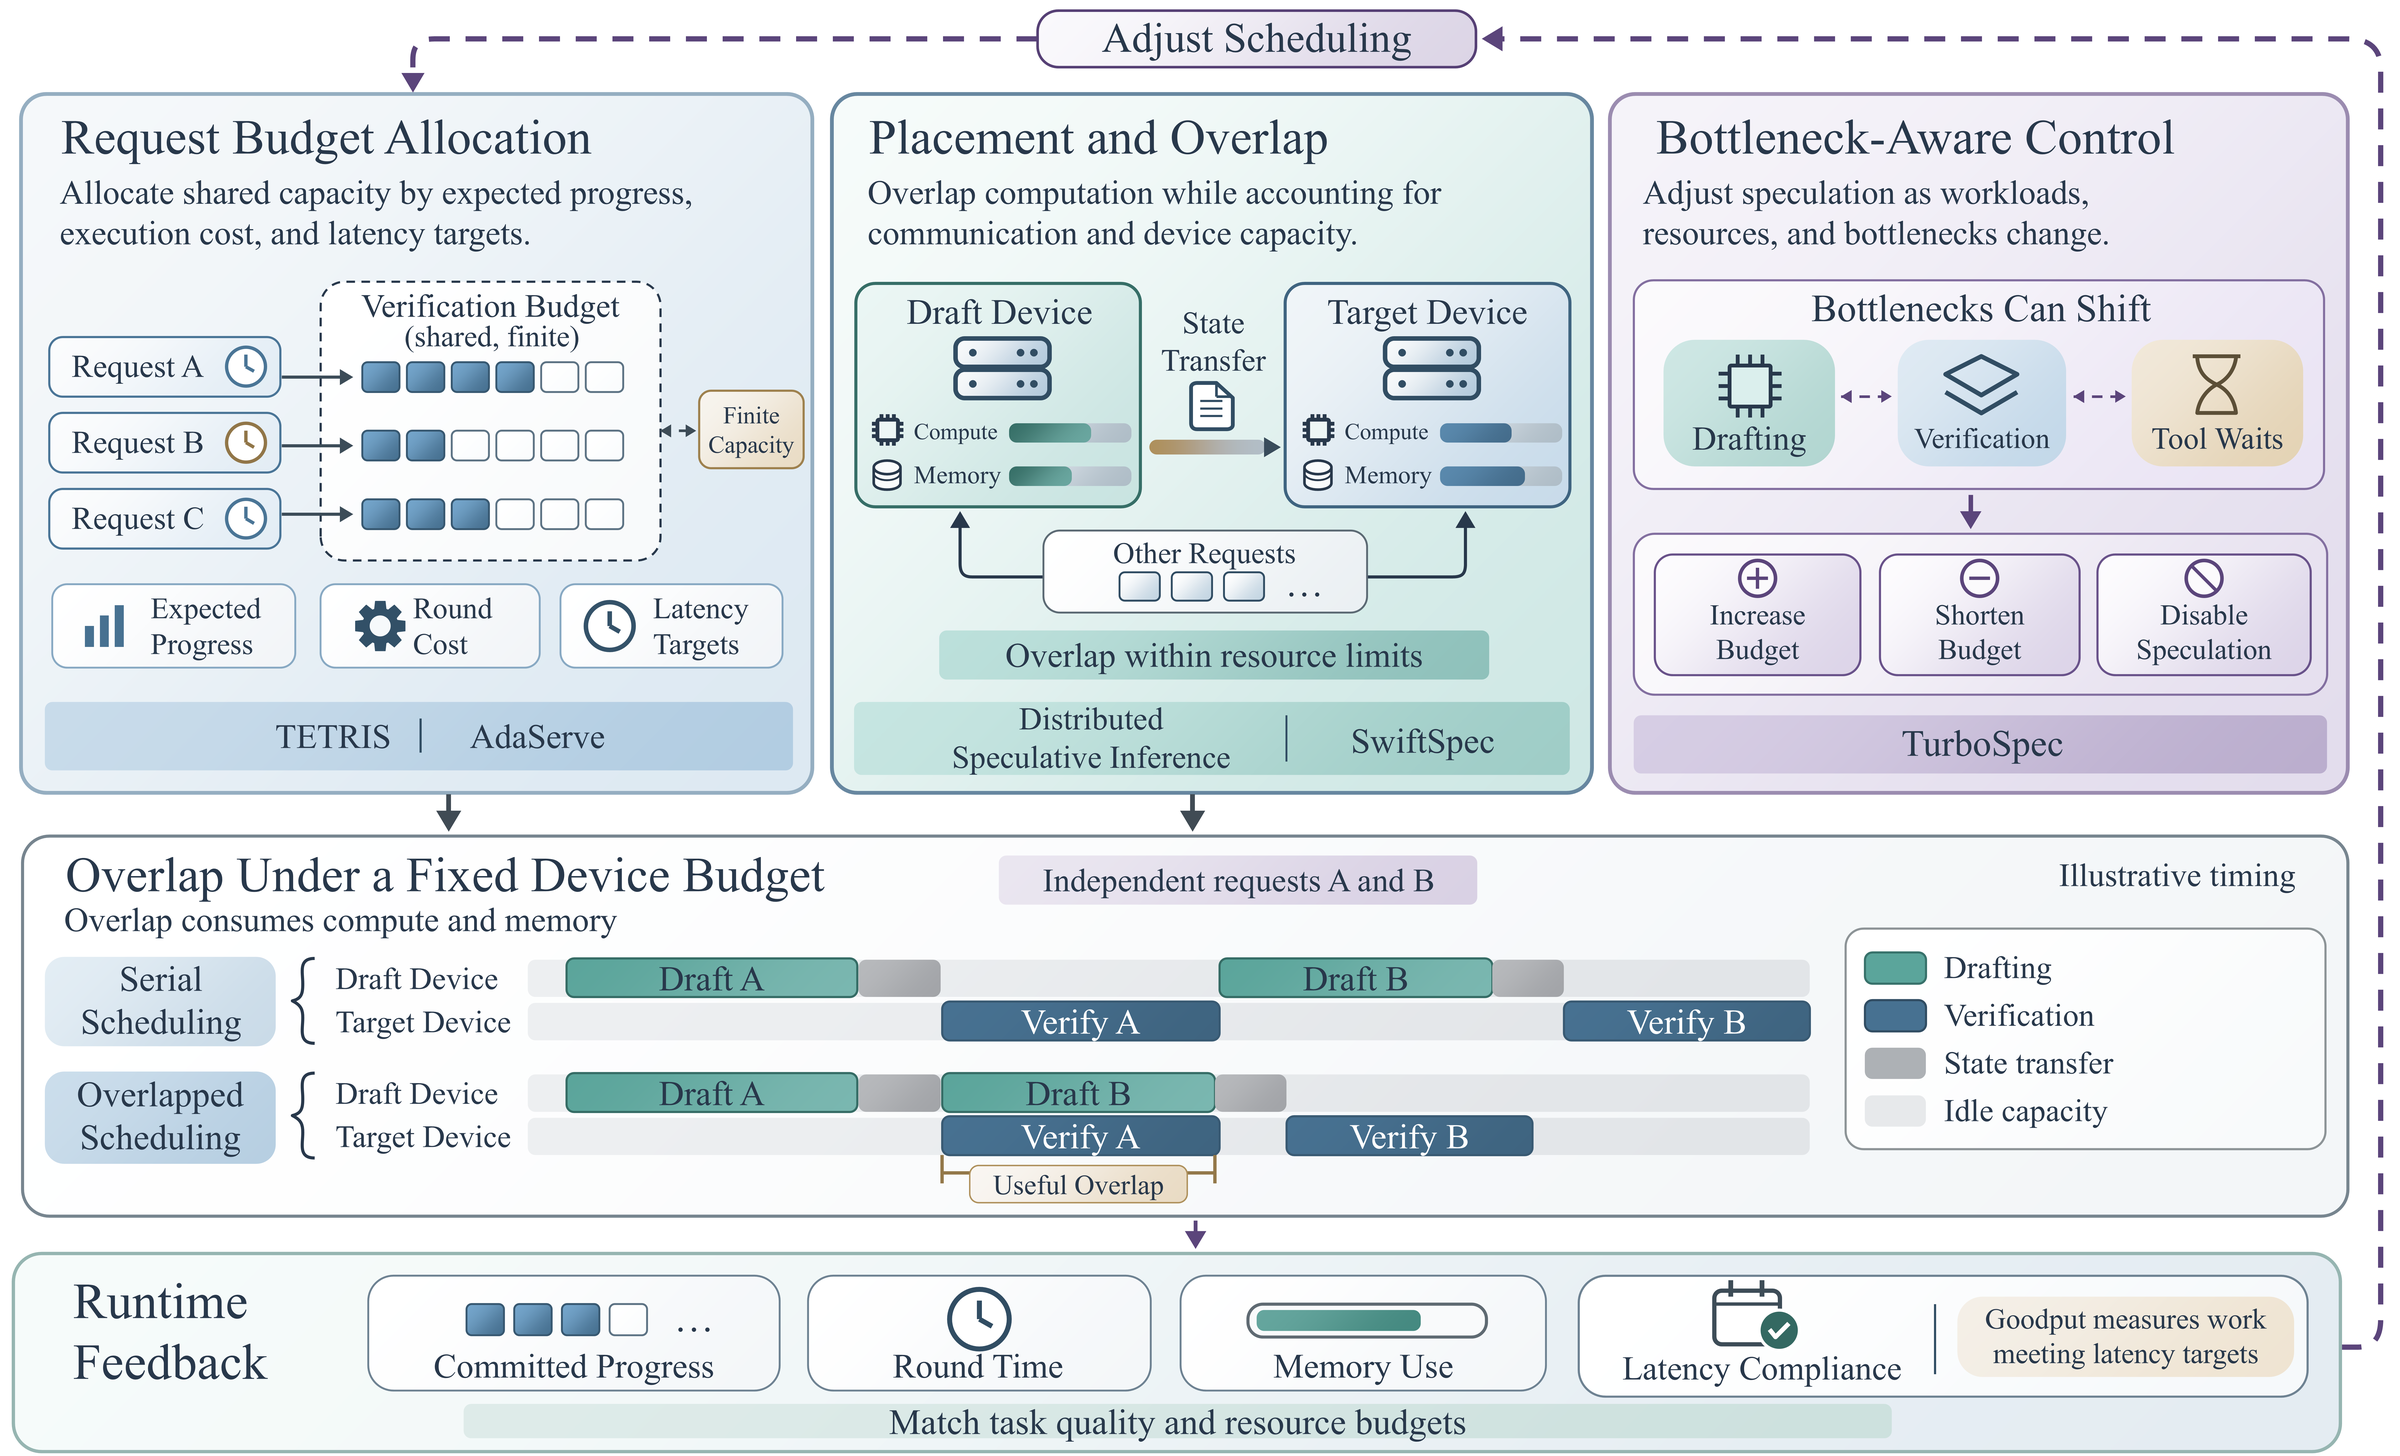 Adjust Scheduling
Request Budget Allocation
Allocate shared capacity by expected progress,
execution cost, and latency targets.
Verification Budget
(shared, finite)
Request A
Request B
Request C
Finite
Capacity
Expected
Progress
Round
Cost
Latency
Targets
TETRIS | AdaServe
Placement and Overlap
Overlap computation while accounting for
communication and device capacity.
Draft Device
Compute
Memory
State
Transfer
Target Device
Compute
Memory
Other Requests
...
Overlap within resource limits
Distributed
Speculative Inference
SwiftSpec
Bottleneck-Aware Control
Adjust speculation as workloads,
resources, and bottlenecks change.
Bottlenecks Can Shift
Drafting
Verification
Tool Waits
Increase
Budget
Shorten
Budget
Disable
Speculation
TurboSpec
Overlap Under a Fixed Device Budget
Overlap consumes compute and memory
Independent requests A and B
Illustrative timing
Serial
Scheduling
Draft Device
Draft A
Draft B
Target Device
Verify A
Verify B
Overlapped
Scheduling
Draft Device
Draft A
Draft B
Target Device
Verify A
Verify B
Useful Overlap
Drafting
Verification
State transfer
Idle capacity
Runtime
Feedback
...
Committed Progress
Round Time
Memory Use
Latency Compliance
Goodput measures work
meeting latency targets
Match task quality and resource budgets